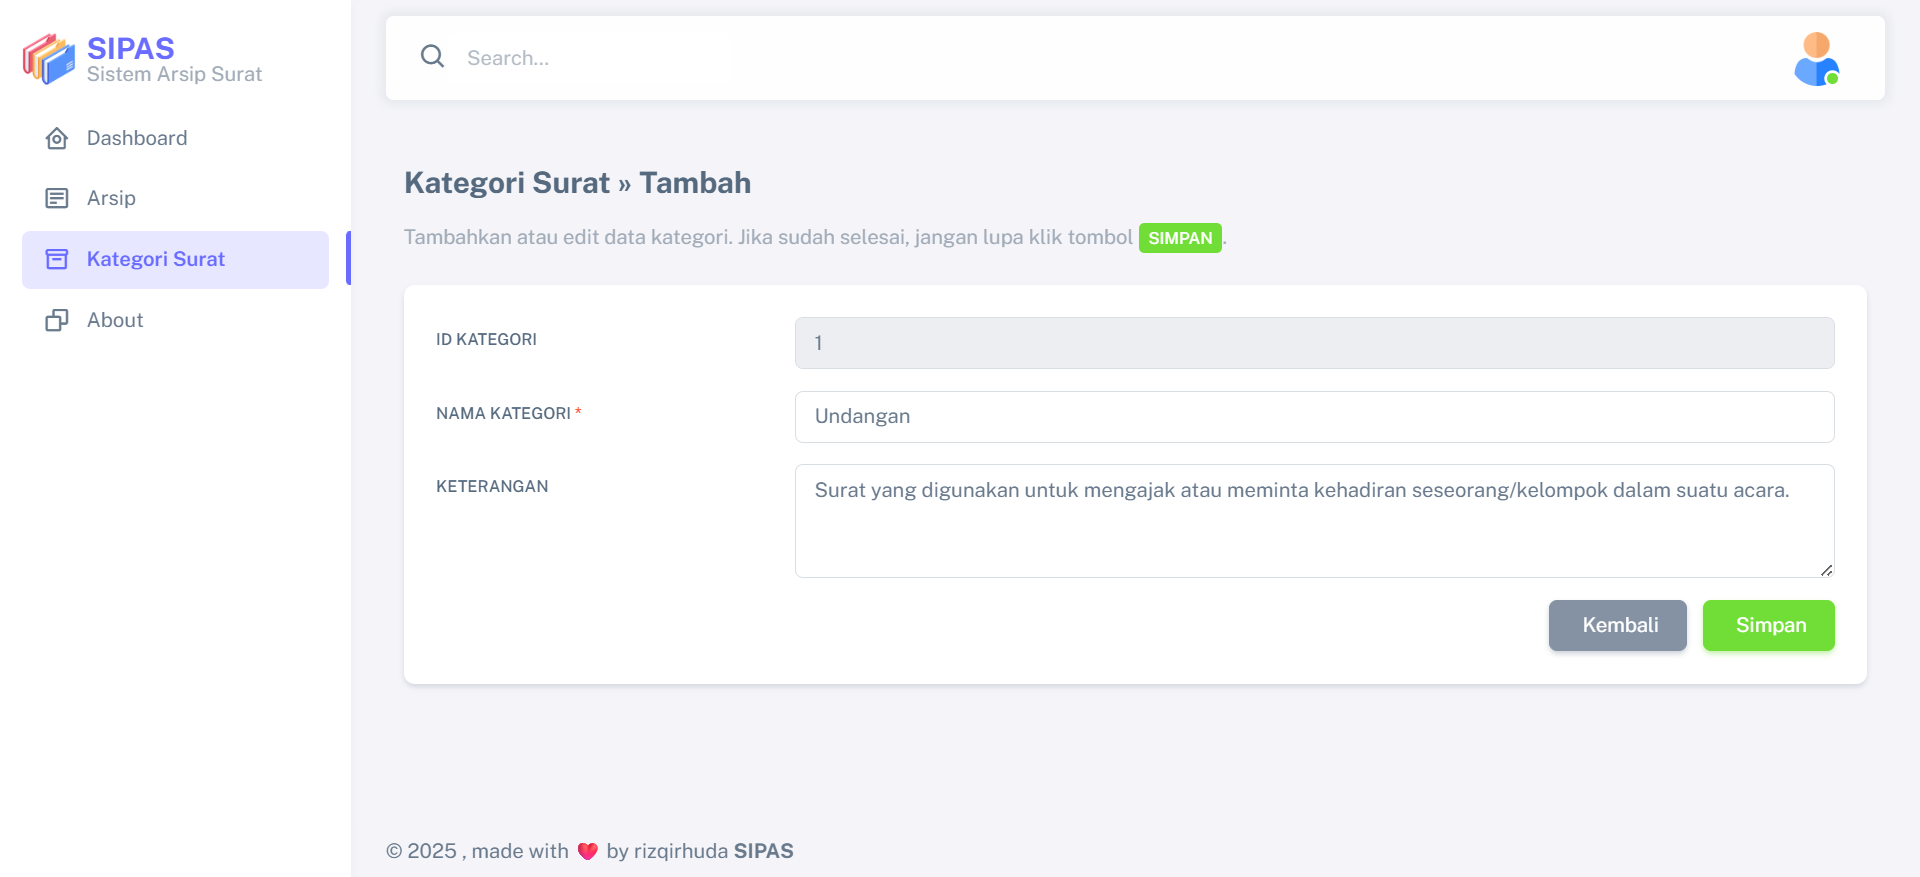 SIPAS
Sistem Arsip Surat
Dashboard
Arsip
Kategori Surat
About
Search...
Kategori Surat » Tambah
Tambahkan atau edit data kategori. Jika sudah selesai, jangan lupa klik tombol SIMPAN.
ID KATEGORI
1
NAMA KATEGORI *
Undangan
KETERANGAN
Surat yang digunakan untuk mengajak atau meminta kehadiran seseorang/kelompok dalam suatu acara.
Kembali
Simpan
© 2025 , made with ❤️ by rizqirhuda SIPAS